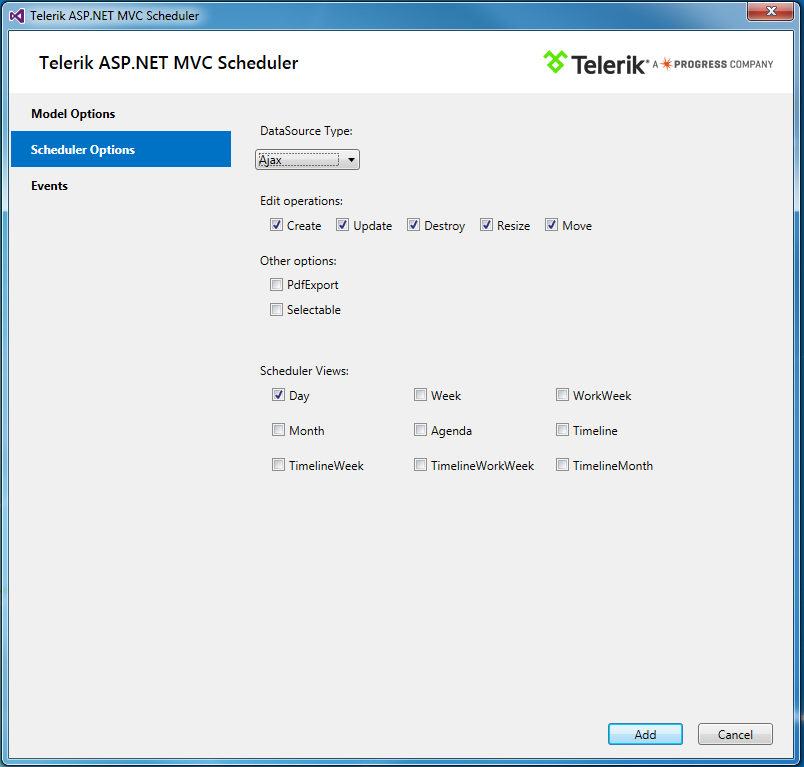 Telerik ASP.NET MVC Scheduler
Telerik ASP.NET MVC Scheduler
Telerik A PROGRESS COMPANY
Model Options
Scheduler Options
Events
DataSource Type:
Ajax
Edit operations:
Create Update Destroy Resize Move
Other options:
PdfExport
Selectable
Scheduler Views:
Day Week WorkWeek
Month Agenda Timeline
TimelineWeek TimelineWorkWeek TimelineMonth
Add Cancel